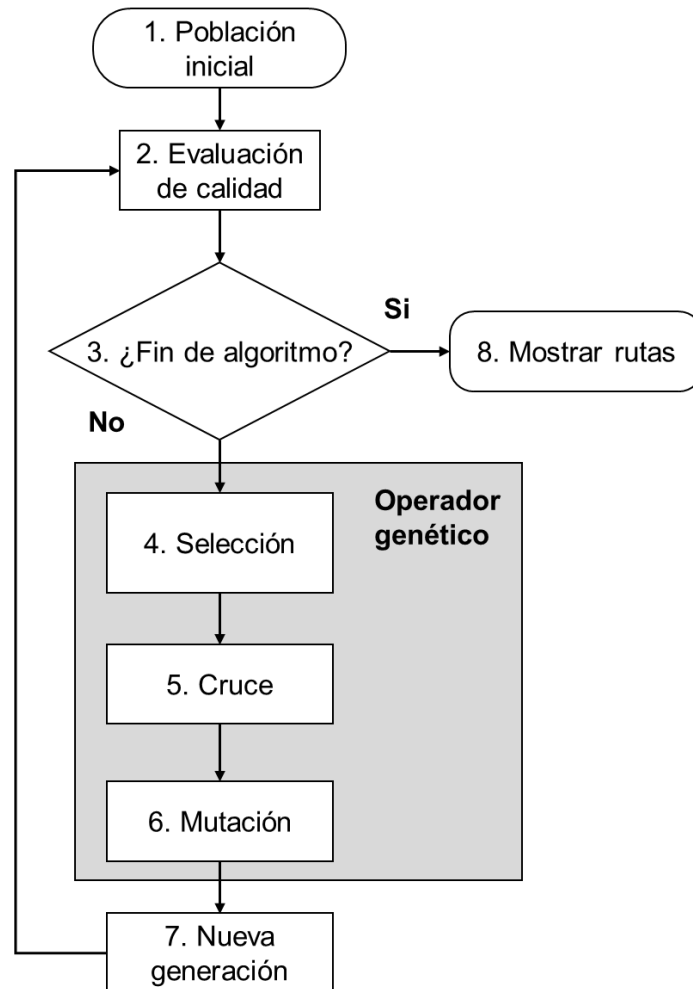 1. Población
inicial
2. Evaluación
de calidad
Si
3. ¿Fin de algoritmo?
8. Mostrar rutas
No
Operador
genético
4. Selección
5. Cruce
6. Mutación
7. Nueva
generación